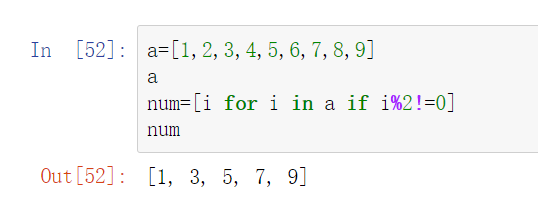 In [52]: a=[1,2,3,4,5,6,7,8,9]
a
num=[i for i in a if i%2!=0]
num
Out[52]: [1, 3, 5, 7, 9]